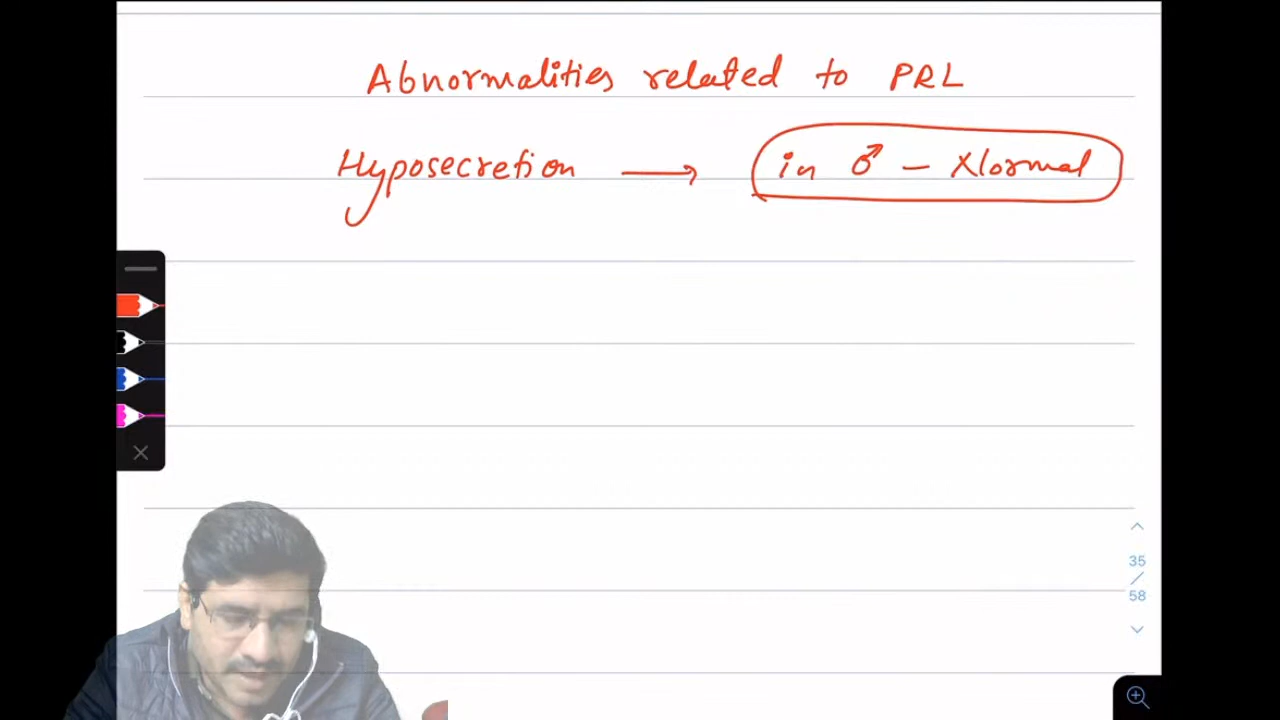 Abnormalities related to PRL
Hyposecretion → in ♂ – Normal
35
/
58